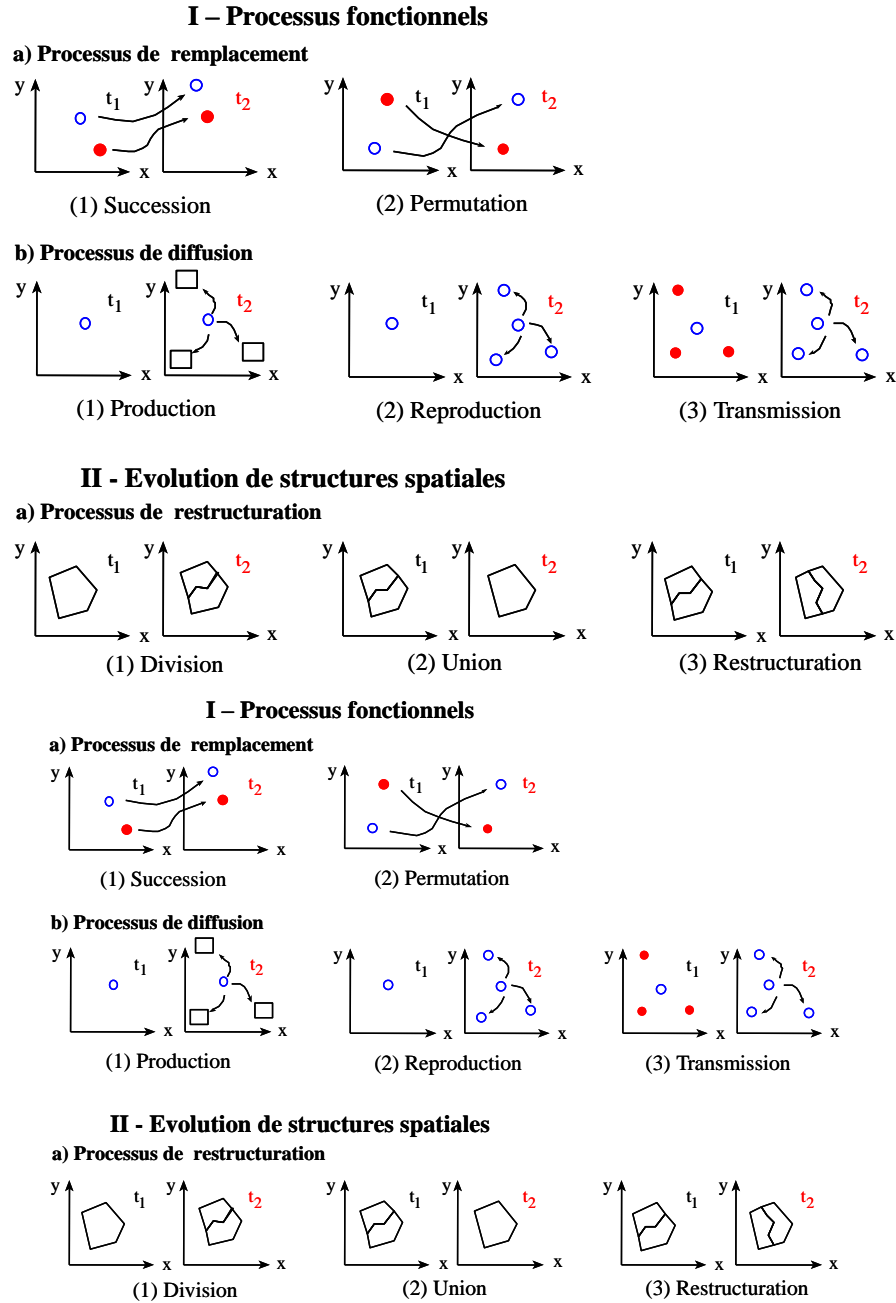 I – Processus fonctionnels
a) Processus de remplacement
y t1 y t2 y t1 y t2
x x x x
(1) Succession (2) Permutation
b) Processus de diffusion
y t1 y t2 y t1 y t2 y t1 y t2
x x x x x x
(1) Production (2) Reproduction (3) Transmission
II - Evolution de structures spatiales
a) Processus de restructuration
y t1 y t2 y t1 y t2 y t1 y t2
x x x x x x
(1) Division (2) Union (3) Restructuration
I – Processus fonctionnels
a) Processus de remplacement
y t1 y t2 y t1 y t2
x x x x
(1) Succession (2) Permutation
b) Processus de diffusion
y t1 y t2 y t1 y t2 y t1 y t2
x x x x x x
(1) Production (2) Reproduction (3) Transmission
II - Evolution de structures spatiales
a) Processus de restructuration
y t1 y t2 y t1 y t2 y t1 y t2
x x x x x x
(1) Division (2) Union (3) Restructuration